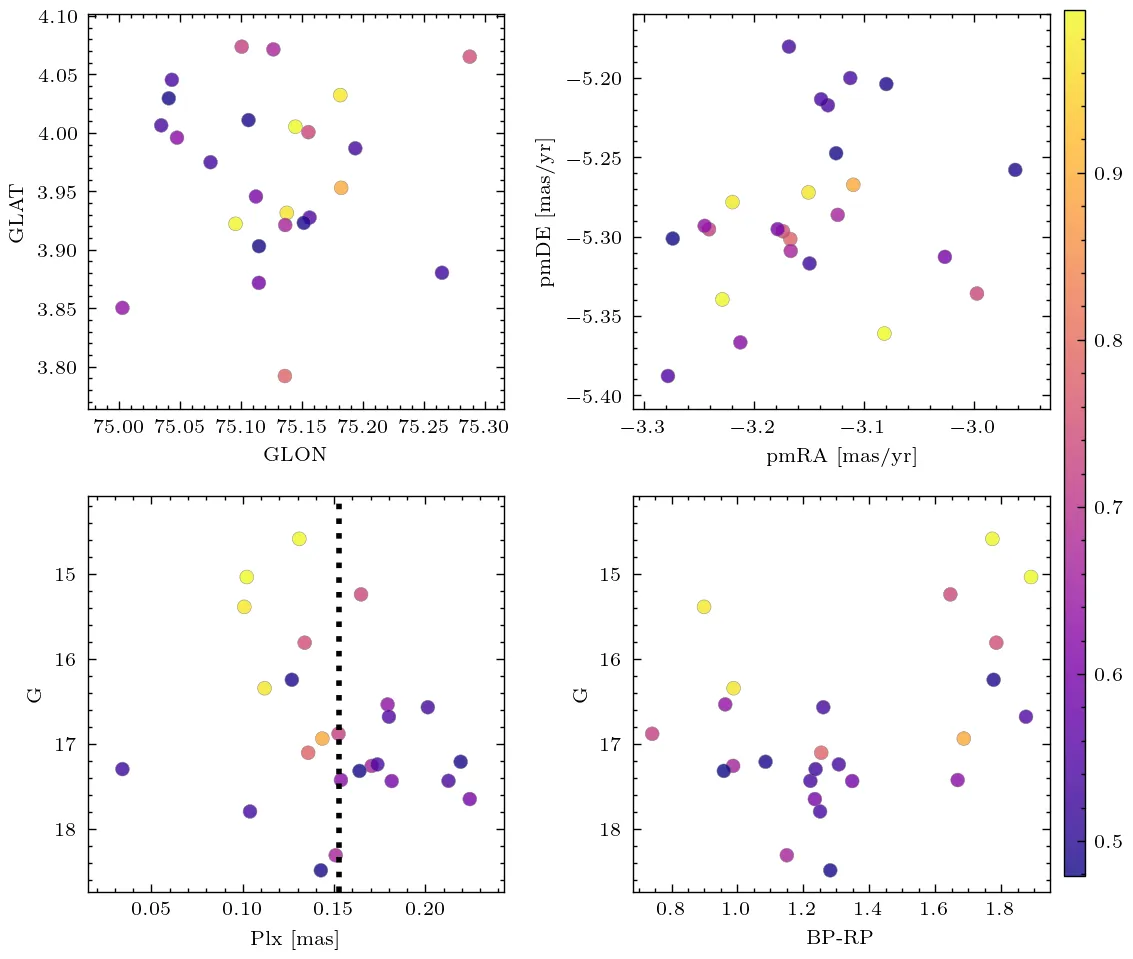 4.10
4.05
4.00
3.95
3.90
3.85
3.80
GLAT
75.00 75.05 75.10 75.15 75.20 75.25 75.30
GLON
−5.20
−5.25
−5.30
−5.35
−5.40
pmDE [mas/yr]
−3.3 −3.2 −3.1 −3.0
pmRA [mas/yr]
0.9
0.8
0.7
0.6
0.5
15
16
17
18
G
0.05 0.10 0.15 0.20
Plx [mas]
15
16
17
18
G
0.8 1.0 1.2 1.4 1.6 1.8
BP-RP